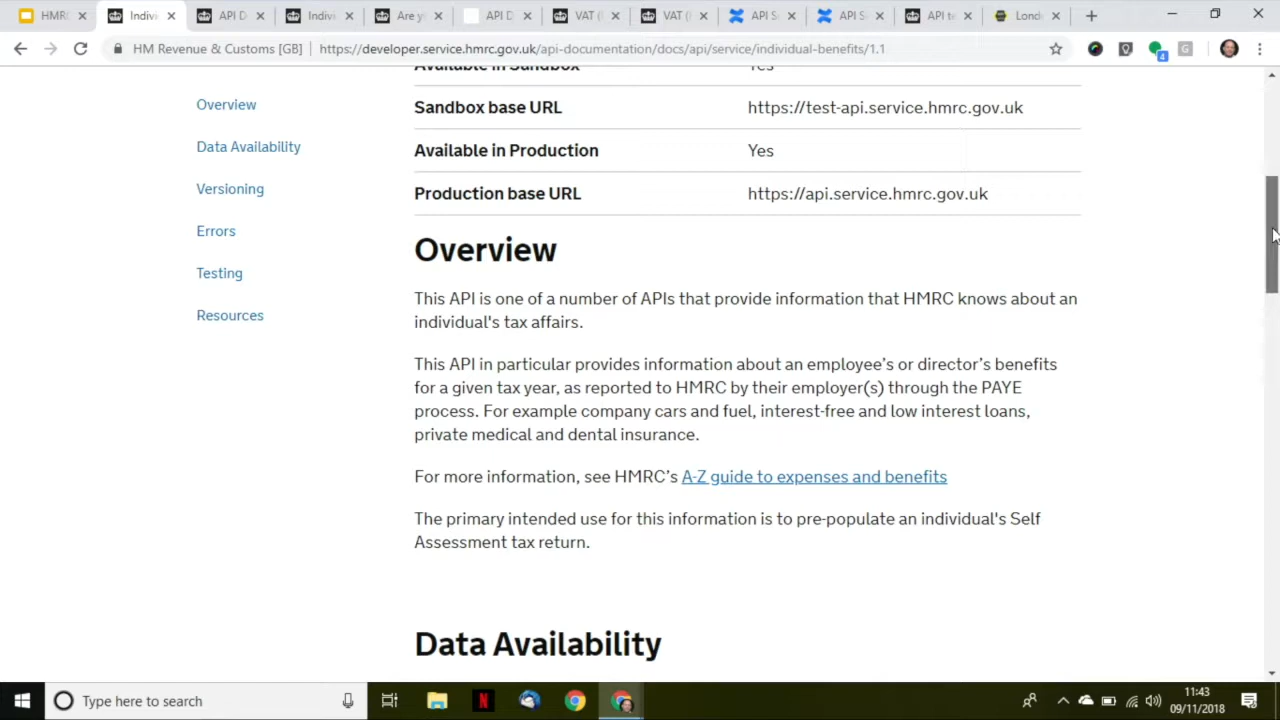 HMRC
Indivi
API D
Indivi
Are yo
API D
VAT (
VAT (
API S
API S
API te
Lond
HM Revenue & Customs [GB] | https://developer.service.hmrc.gov.uk/api-documentation/docs/api/service/individual-benefits/1.1
4
G
Available in Sandbox Yes
Overview
Data Availability
Versioning
Errors
Testing
Resources
Sandbox base URL https://test-api.service.hmrc.gov.uk
Available in Production Yes
Production base URL https://api.service.hmrc.gov.uk
Overview
This API is one of a number of APIs that provide information that HMRC knows about an
individual's tax affairs.
This API in particular provides information about an employee’s or director’s benefits
for a given tax year, as reported to HMRC by their employer(s) through the PAYE
process. For example company cars and fuel, interest-free and low interest loans,
private medical and dental insurance.
For more information, see HMRC’s A-Z guide to expenses and benefits
The primary intended use for this information is to pre-populate an individual's Self
Assessment tax return.
Data Availability
Type here to search
N
11:43
09/11/2018